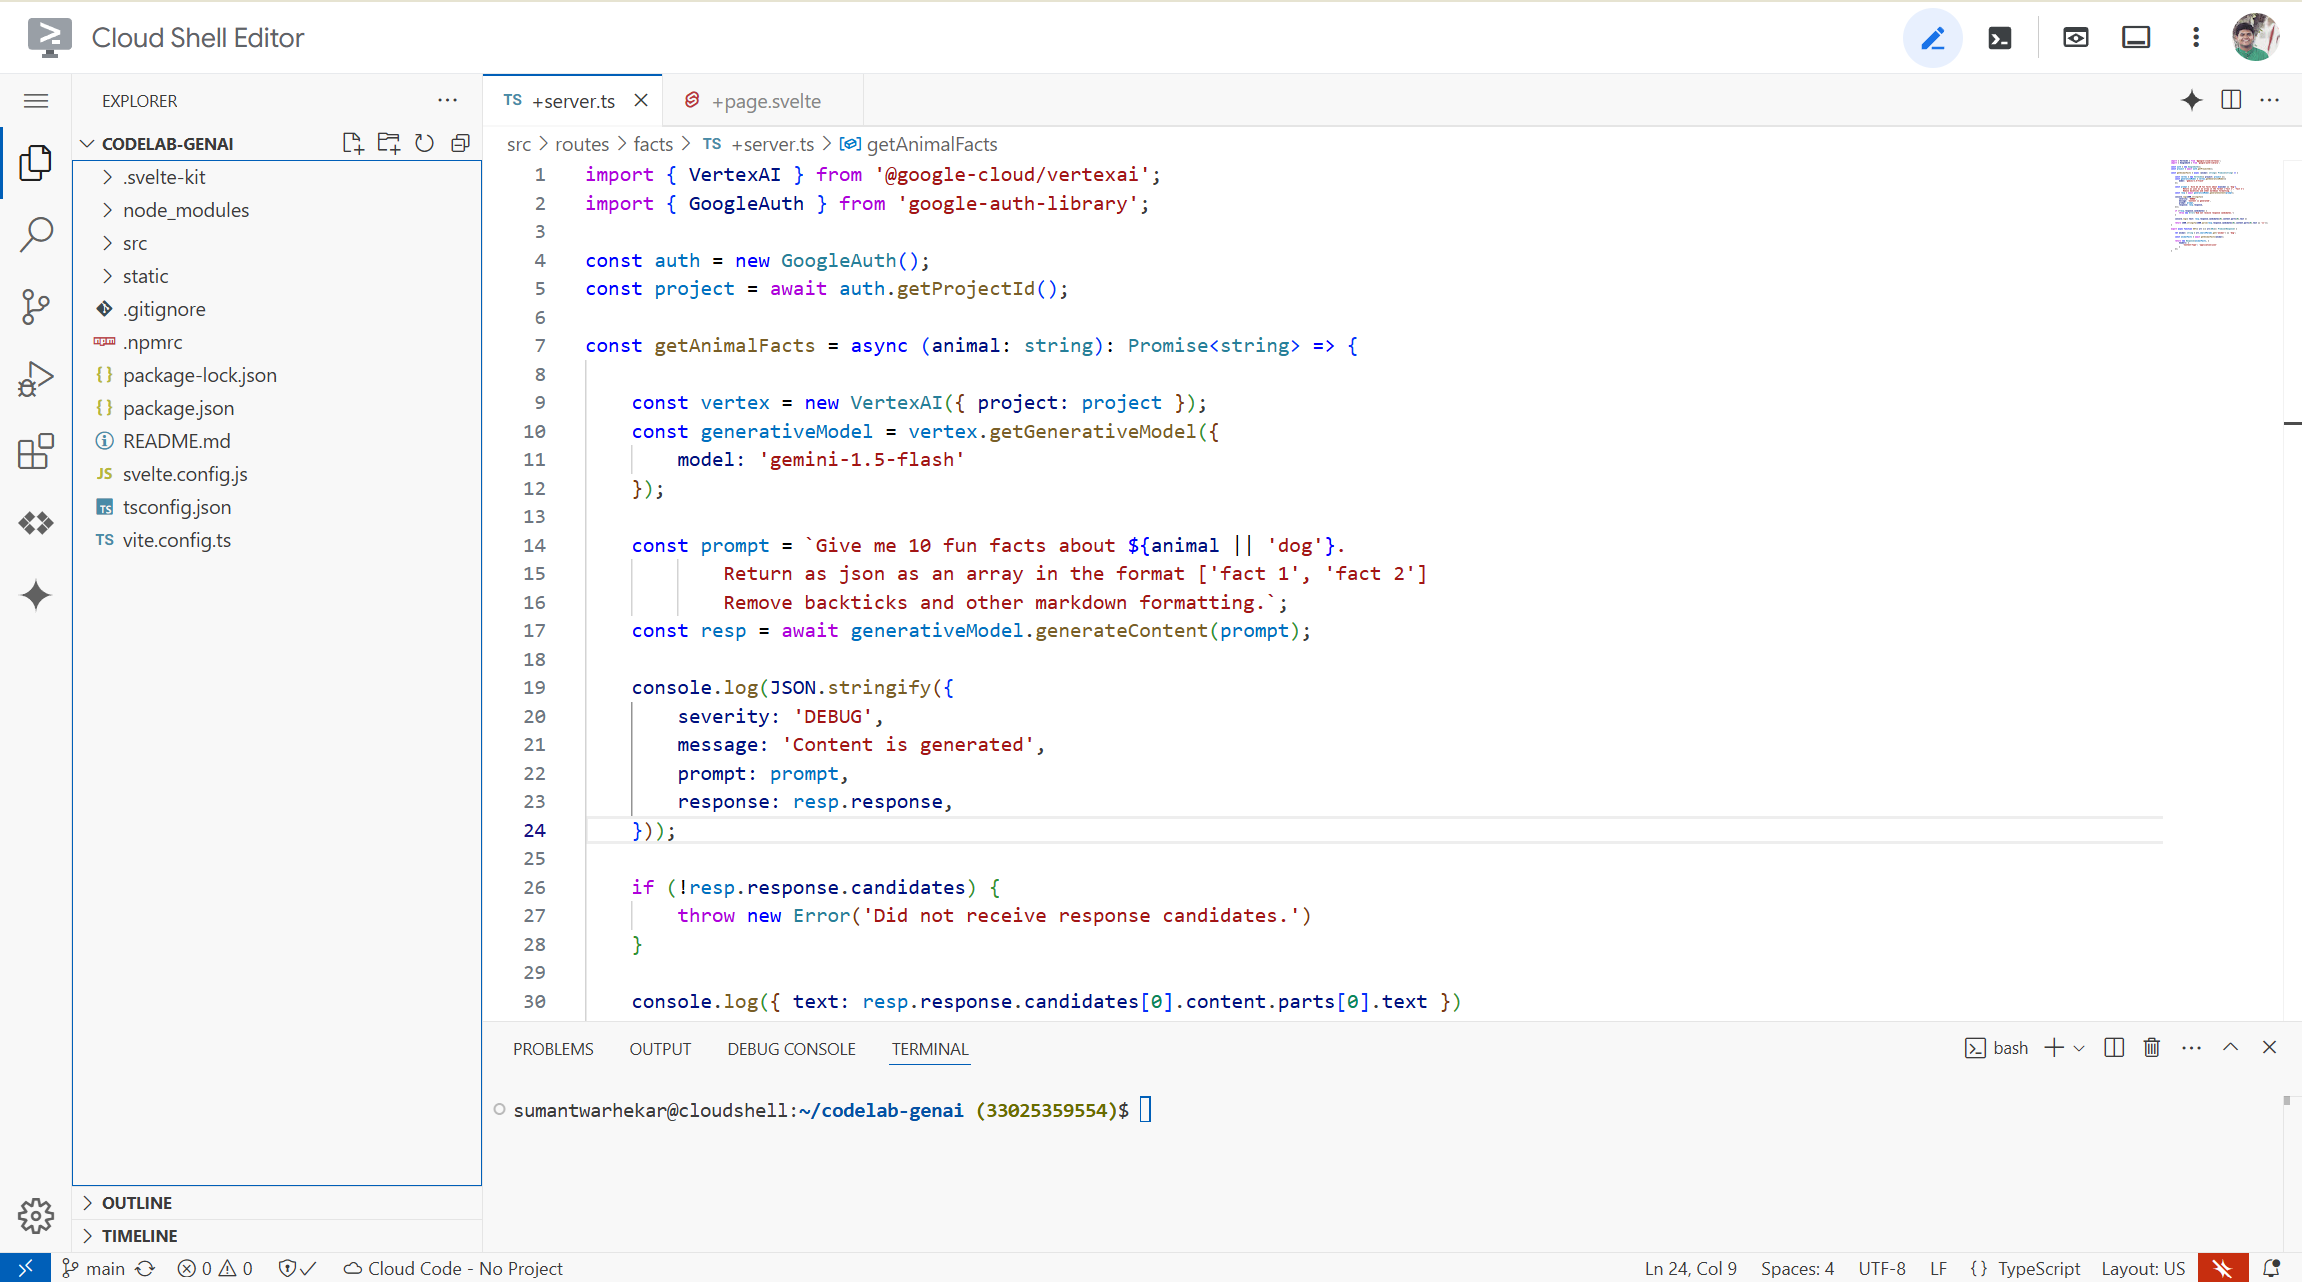 Cloud Shell Editor
EXPLORER
CODELAB-GENAI
.svelte-kit
node_modules
src
static
.gitignore
.npmrc
{} package-lock.json
{} package.json
README.md
JS svelte.config.js
TS tsconfig.json
TS vite.config.ts
OUTLINE
TIMELINE
TS +server.ts
+page.svelte
src > routes > facts > TS +server.ts > getAnimalFacts
1 import { VertexAI } from '@google-cloud/vertexai';
2 import { GoogleAuth } from 'google-auth-library';
3
4 const auth = new GoogleAuth();
5 const project = await auth.getProjectId();
6
7 const getAnimalFacts = async (animal: string): Promise<string> => {
8
9 const vertex = new VertexAI({ project: project });
10 const generativeModel = vertex.getGenerativeModel({
11 model: 'gemini-1.5-flash'
12 });
13
14 const prompt = `Give me 10 fun facts about ${animal || 'dog'}.
15 Return as json as an array in the format ['fact 1', 'fact 2']
16 Remove backticks and other markdown formatting.`;
17 const resp = await generativeModel.generateContent(prompt);
18
19 console.log(JSON.stringify({
20 severity: 'DEBUG',
21 message: 'Content is generated',
22 prompt: prompt,
23 response: resp.response,
24 }));
25
26 if (!resp.response.candidates) {
27 throw new Error('Did not receive response candidates.')
28 }
29
30 console.log({ text: resp.response.candidates[0].content.parts[0].text })
PROBLEMS OUTPUT DEBUG CONSOLE TERMINAL
bash
sumantwarhekar@cloudshell:~/codelab-genai (33025359554)$
main 0 0 Cloud Code - No Project Ln 24, Col 9 Spaces: 4 UTF-8 LF {} TypeScript Layout: US